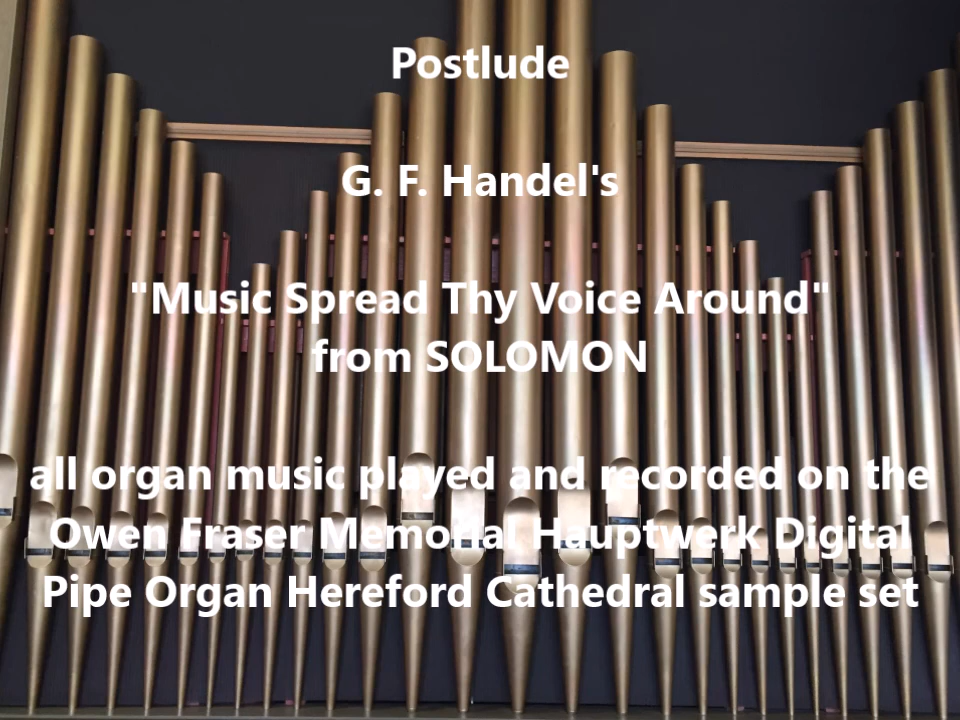 Postlude
G. F. Handel's
"Music Spread Thy Voice Around"
from SOLOMON
all organ music played and recorded on the
Owen Fraser Memorial Hauptwerk Digital
Pipe Organ Hereford Cathedral sample set